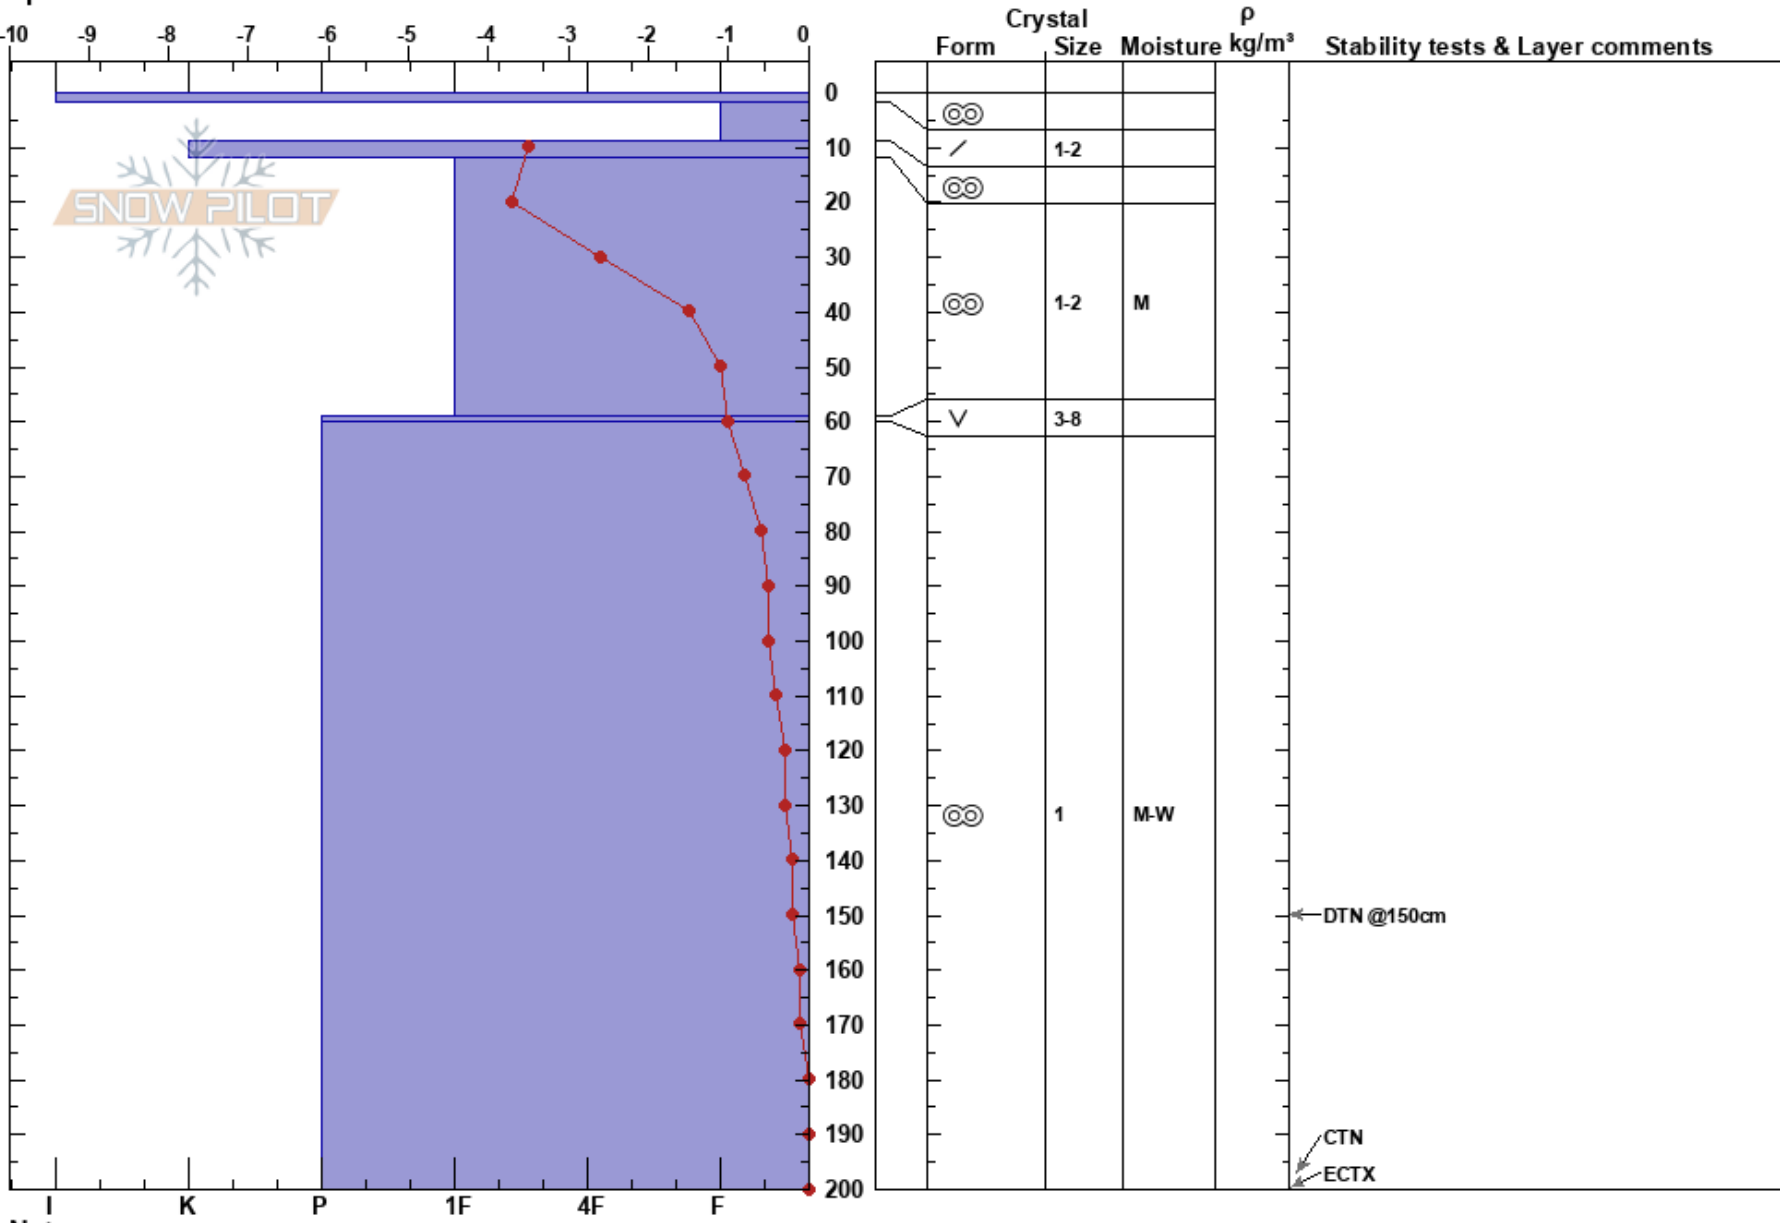 Crystal ρ
-10 -9 -8 -7 -6 -5 -4 -3 -2 -1 0 Form Size Moisture kg/m³ Stability tests & Layer comments
0
10 1-2
SNOW PILOT 20
30
40 1-2 M
50
60 3-8
70
80
90
100
110
120
130 1 M-W
140
150 DTN @150cm
160
170
180
190 CTN
ECTX
200
I K P 1F 4F F